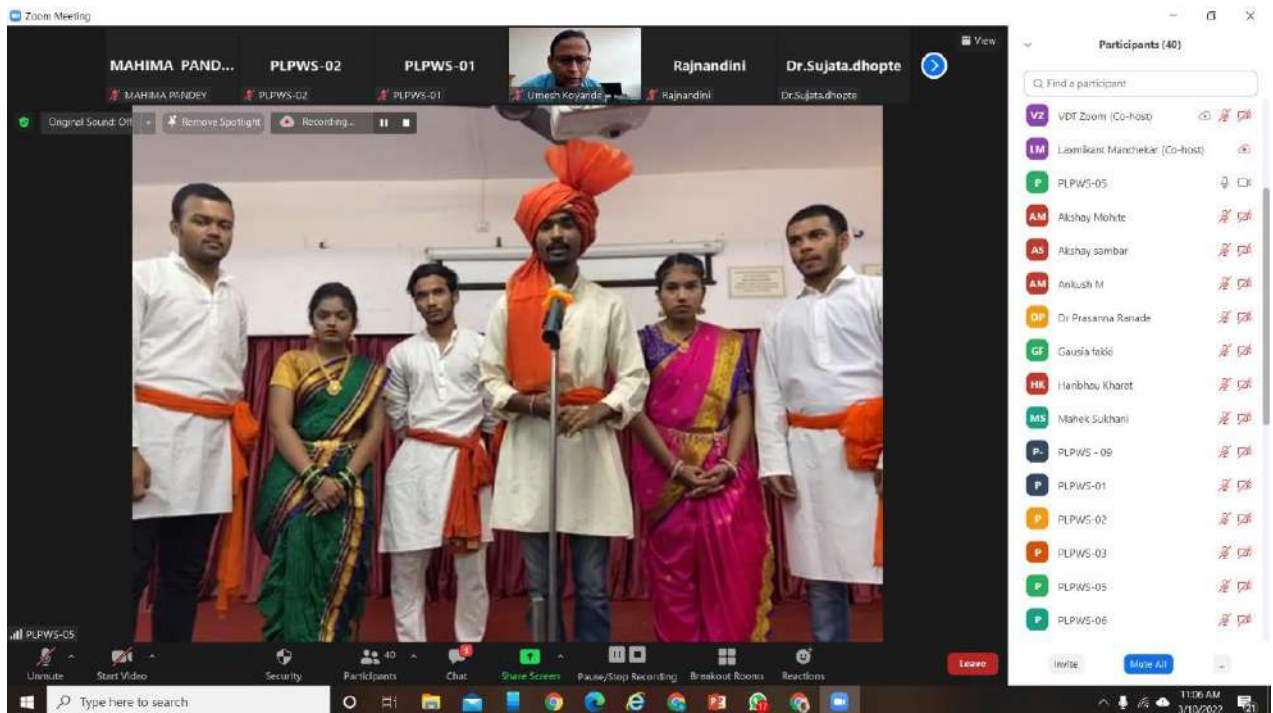 Zoom Meeting
View
MAHIMA PAND...
PLPWS-02
PLPWS-01
Rajnandini
Dr.Sujata.dhopte
MAHIMA PANDEY
PLPWS-02
PLPWS-01
Umesh Koyande
Rajnandini
Dr.Sujata.dhopte
Original Sound: Off
Remove Spotlight
Recording...
PLPWS-05
Participants (40)
Find a participant
VZ VDT Zoom (Co-host)
LM Laxmikant Manchekar (Co-host)
P PLPWS-05
AM Akshay Mohite
AS Akshay sambar
AM Ankush M
DP Dr Prasanna Ranade
GF Gausia fakki
HK Haribhau Kharat
MS Mahek Sukhani
P- PLPWS - 09
P PLPWS-01
P PLPWS-02
P PLPWS-03
P PLPWS-05
P PLPWS-06
Invite
Mute All
...
Unmute
Start Video
Security
40
Participants
Chat
Share Screen
Pause/Stop Recording
Breakout Rooms
Reactions
Leave
Type here to search
11:06 AM
3/10/2022
21